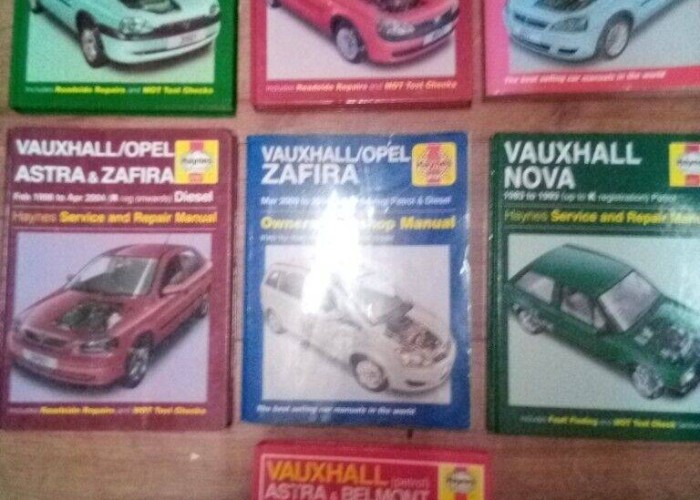 Includes Roadside Repairs and MOT Test Checks
Includes Roadside Repairs and MOT Test Checks
The best selling car manuals in the world
VAUXHALL/OPEL
ASTRA & ZAFIRA
Haynes
Feb 1998 to Apr 2004 (R reg onwards) Diesel
Haynes Service and Repair Manual
Includes Roadside Repairs and MOT Test Checks
VAUXHALL/OPEL
ZAFIRA
Haynes
Petrol & Diesel
Owners Workshop Manual
The best selling car manuals in the world
VAUXHALL
NOVA
Haynes
1983 to 1993 (up to K registration) Petrol
Haynes Service and Repair Manual
Includes Fault Finding and MOT Test Checks
VAUXHALL (petrol)
ASTRA & BELMONT
Haynes